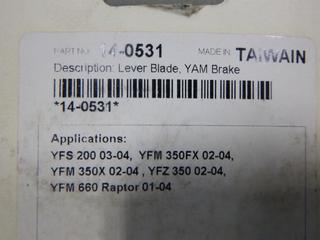 PART NO. 14-0531 MADE IN TAIWAIN
Description: Lever Blade, YAM Brake
*14-0531*
Applications:
YFS 200 03-04, YFM 350FX 02-04,
YFM 350X 02-04 , YFZ 350 02-04,
YFM 660 Raptor 01-04